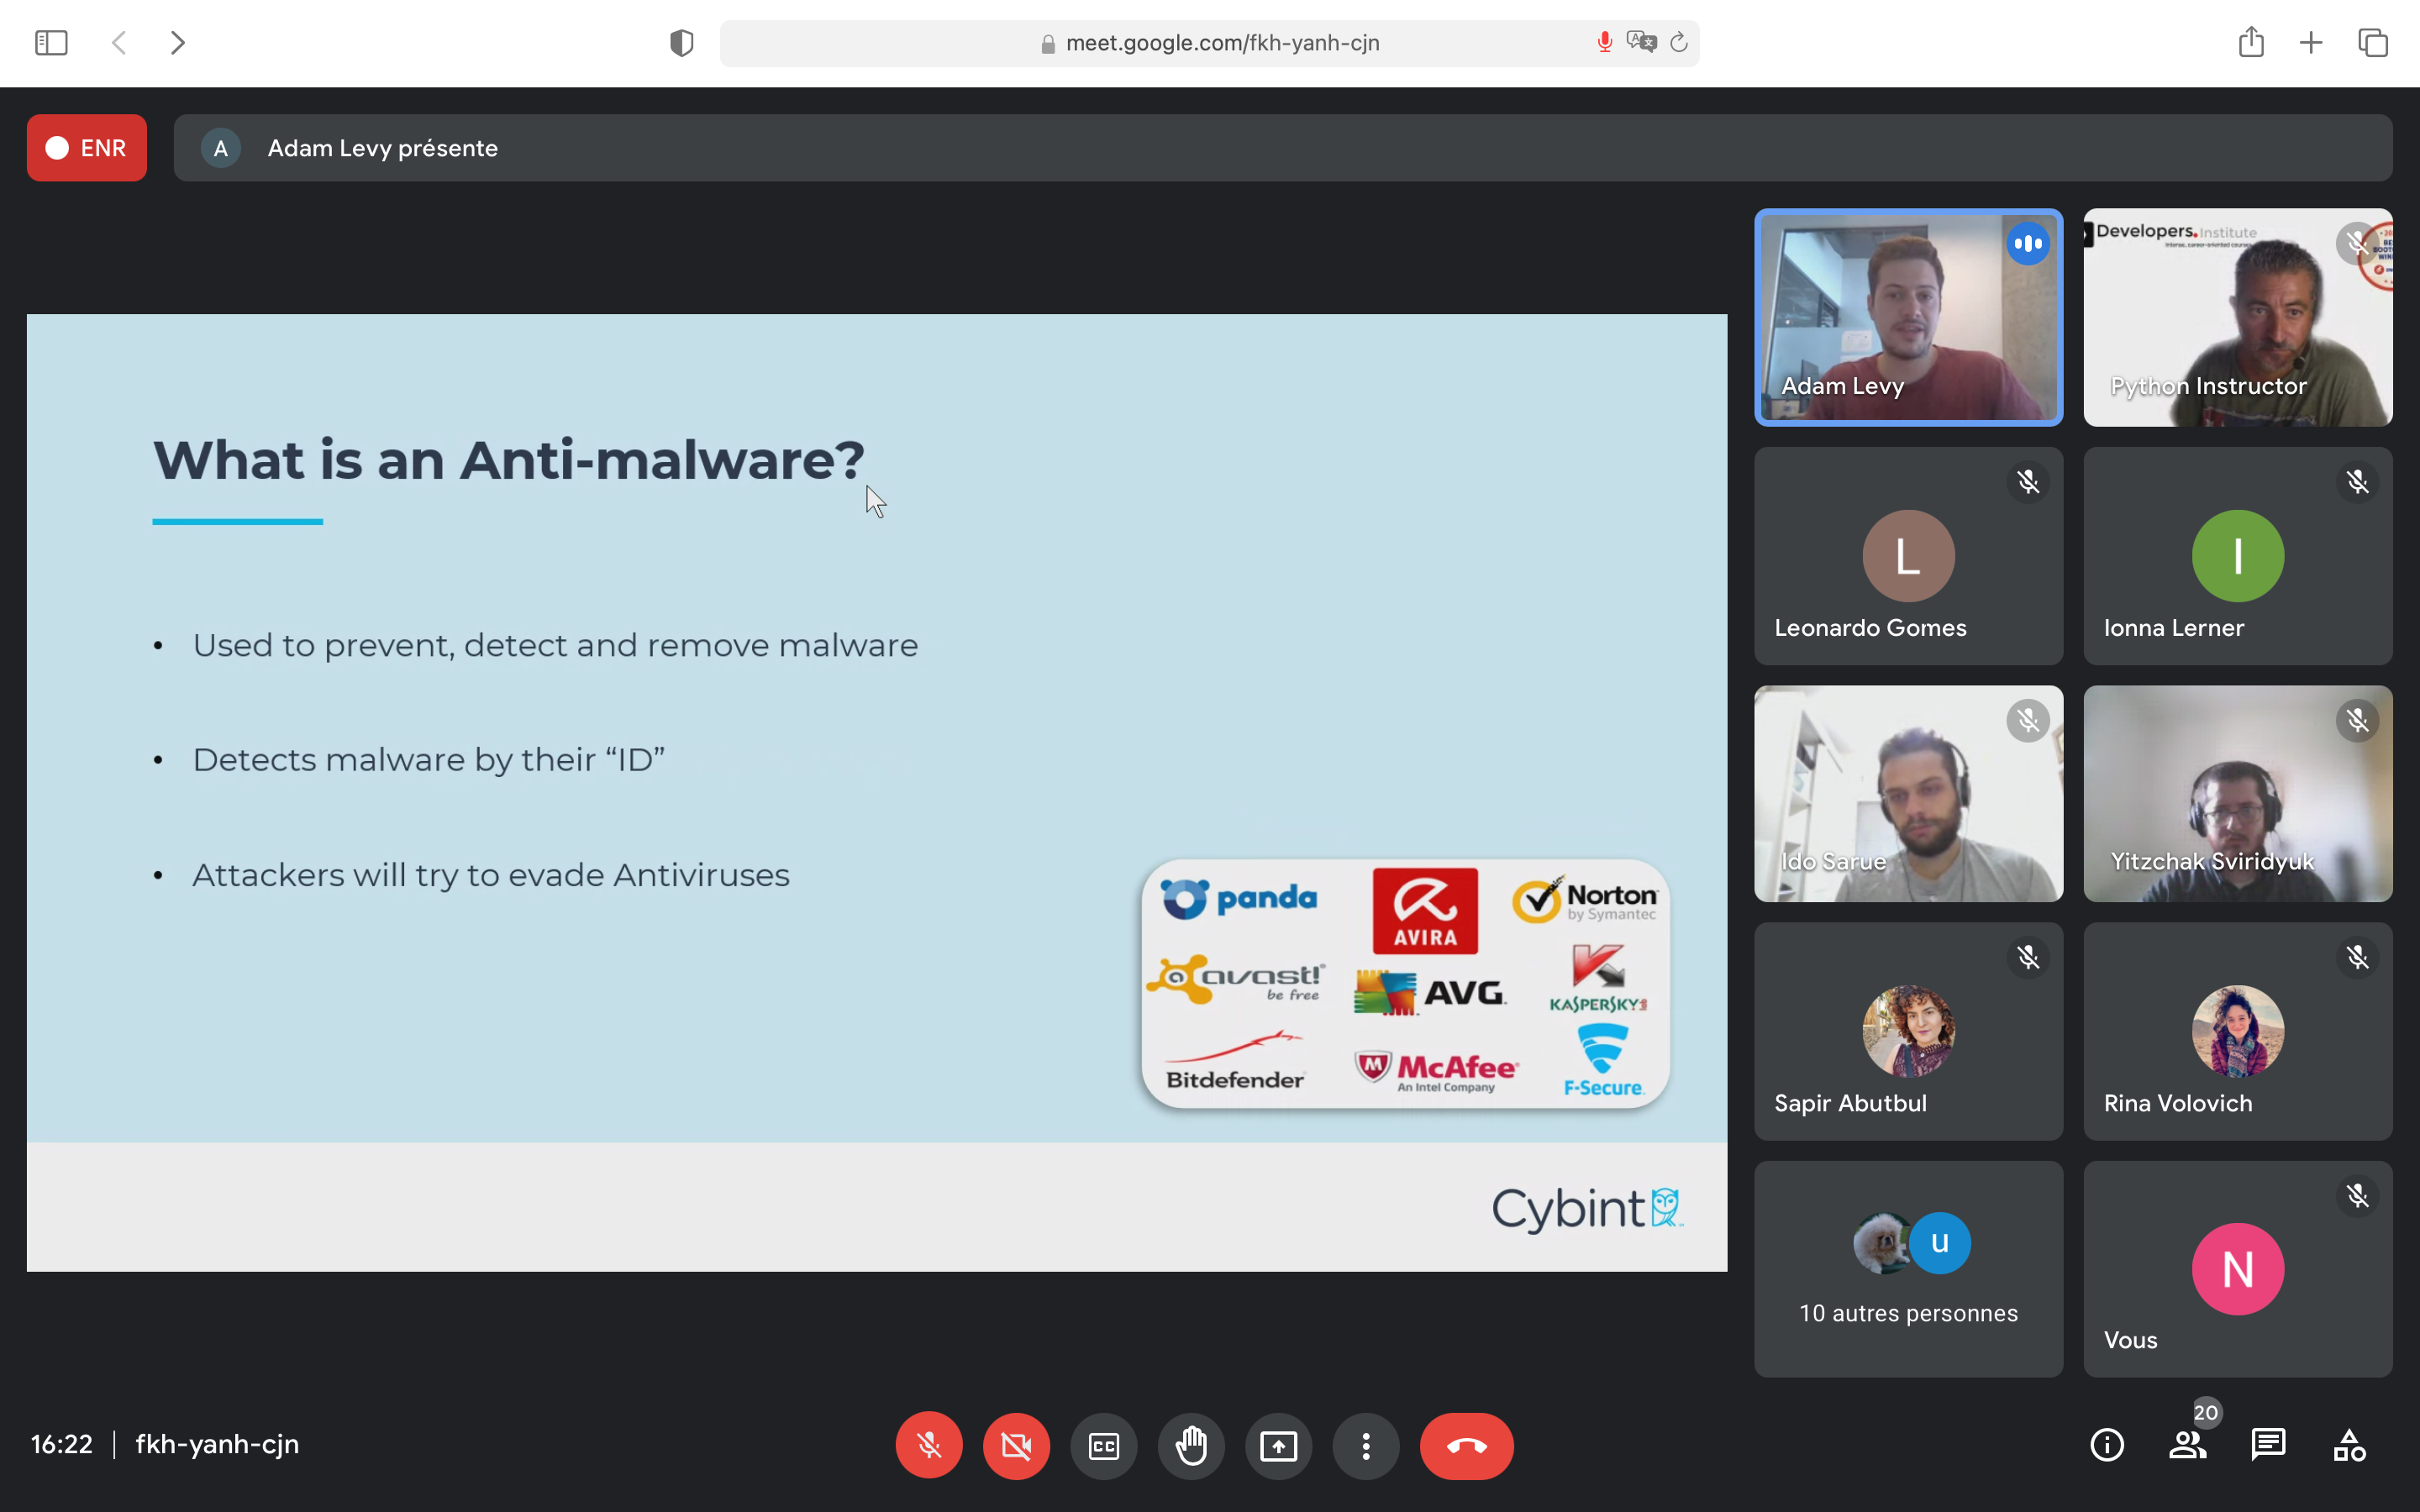 meet.google.com/fkh-yanh-cjn
ENR
A
Adam Levy présente
What is an Anti-malware?
• Used to prevent, detect and remove malware
• Detects malware by their “ID”
• Attackers will try to evade Antiviruses
panda
AVIRA
Norton
by Symantec
avast!
be free
AVG
KASPERSKY
Bitdefender
McAfee
An Intel Company
F-Secure.
Cybint
Adam Levy
Developers.Institute
Python Instructor
L
Leonardo Gomes
I
Ionna Lerner
Ido Sarue
Yitzchak Sviridyuk
Sapir Abutbul
Rina Volovich
u
10 autres personnes
N
Vous
16:22 | fkh-yanh-cjn
CC
20